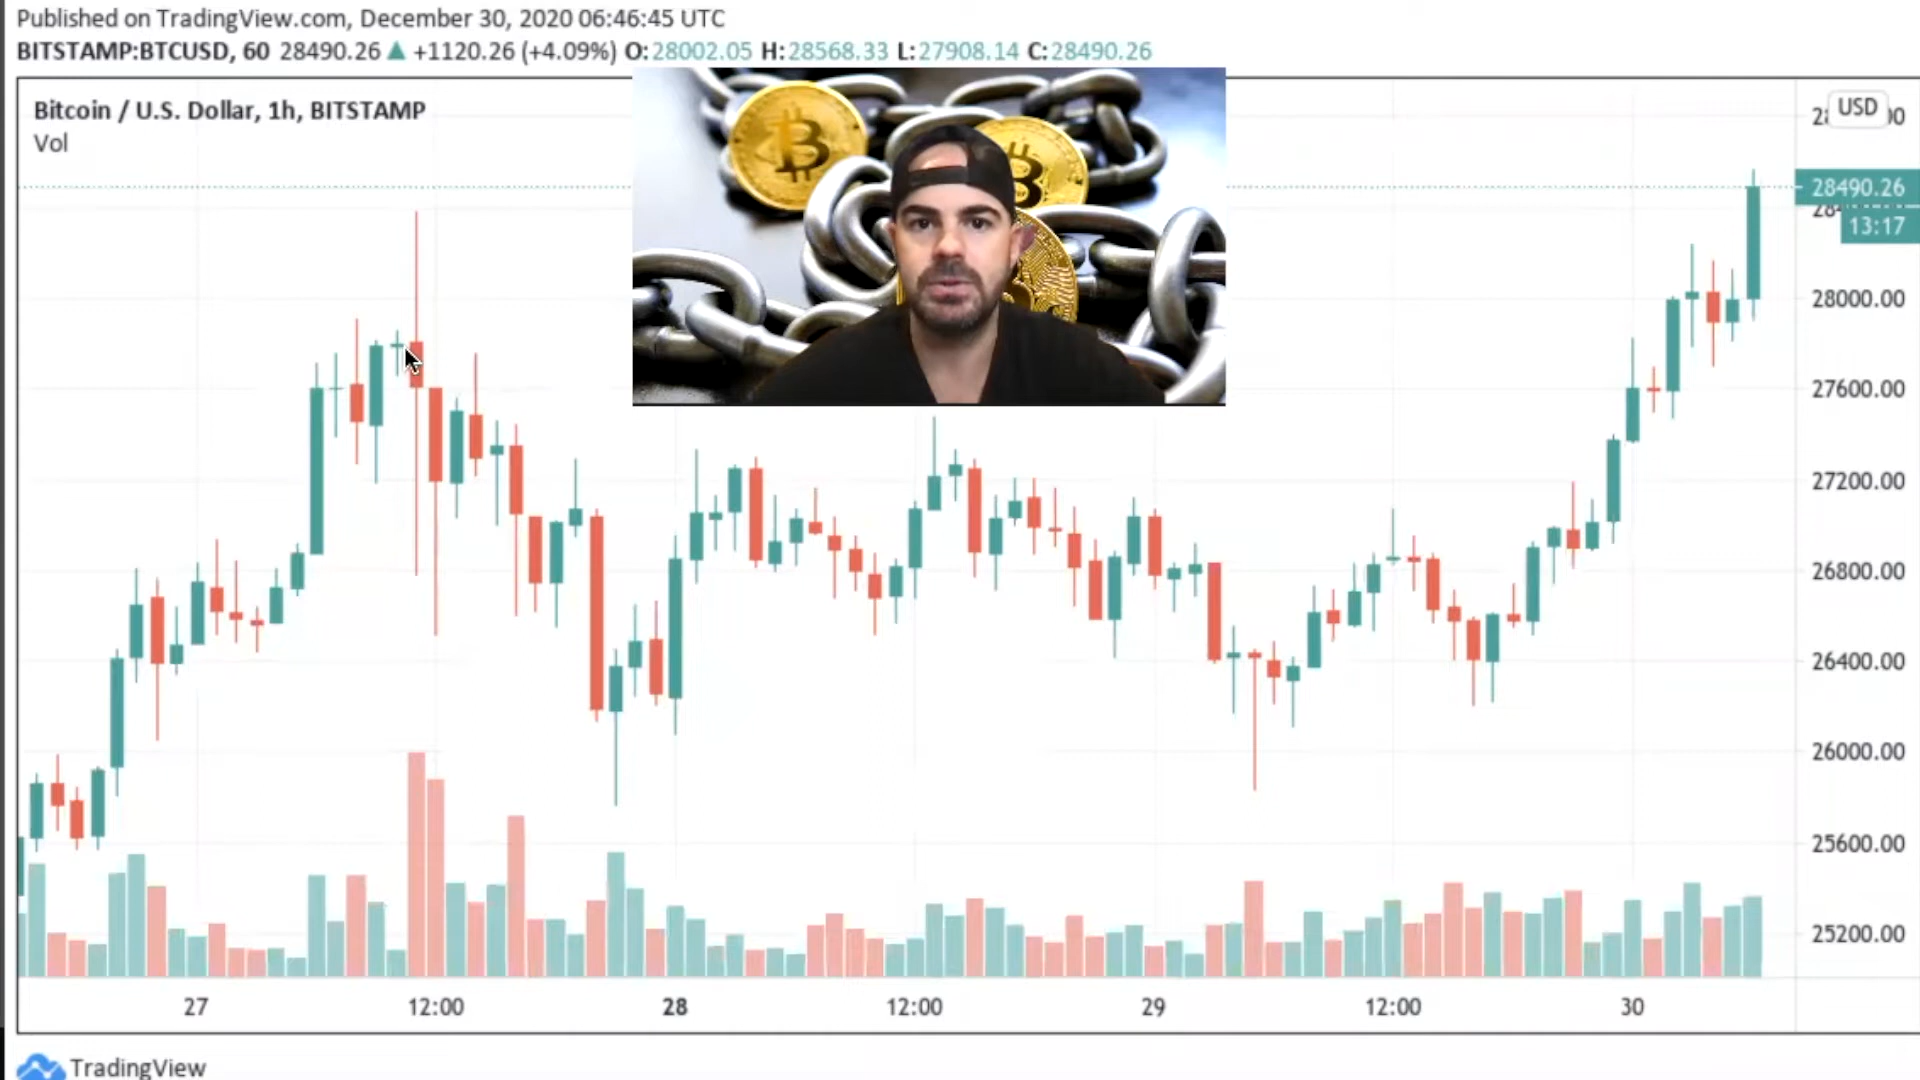 Published on TradingView.com, December 30, 2020 06:46:45 UTC
BITSTAMP:BTCUSD, 60 28490.26 ▲ +1120.26 (+4.09%) O:28002.05 H:28568.33 L:27908.14 C:28490.26
Bitcoin / U.S. Dollar, 1h, BITSTAMP
Vol
USD
28490.26
13:17
28000.00
27600.00
27200.00
26800.00
26400.00
26000.00
25600.00
25200.00
27 12:00 28 12:00 29 12:00 30
TradingView